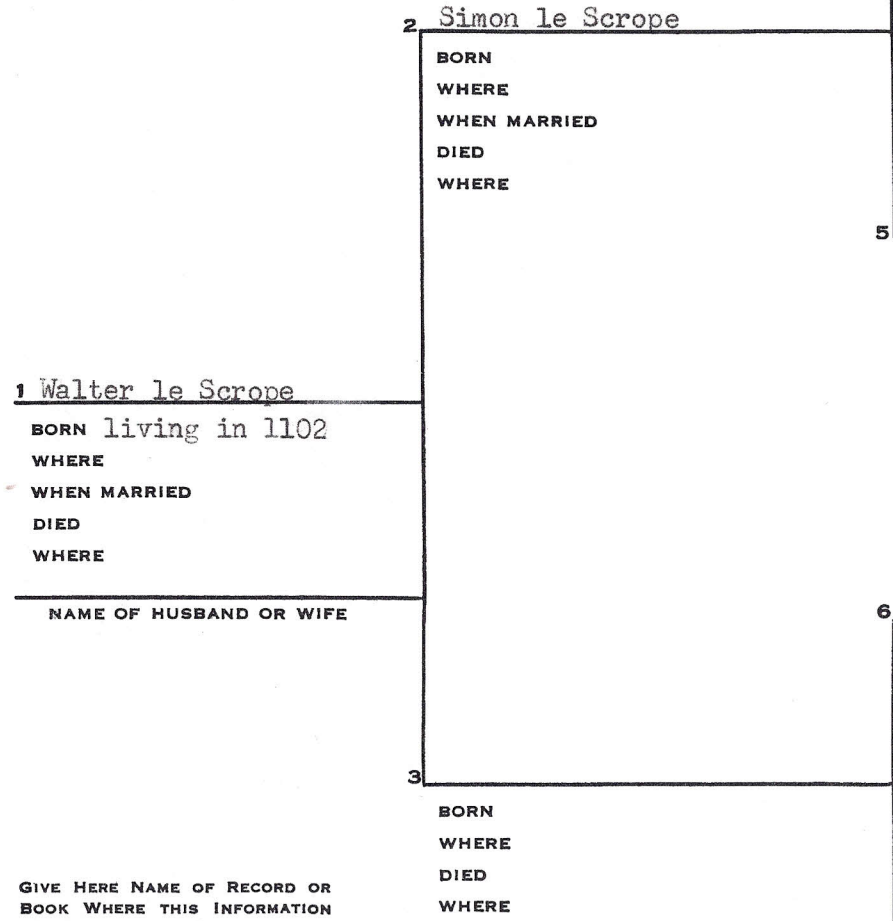 2 Simon le Scrope
BORN
WHERE
WHEN MARRIED
DIED
WHERE
5
1 Walter le Scrope
BORN living in 1102
WHERE
WHEN MARRIED
DIED
WHERE
NAME OF HUSBAND OR WIFE
6
3
BORN
WHERE
DIED
WHERE
GIVE HERE NAME OF RECORD OR
BOOK WHERE THIS INFORMATION